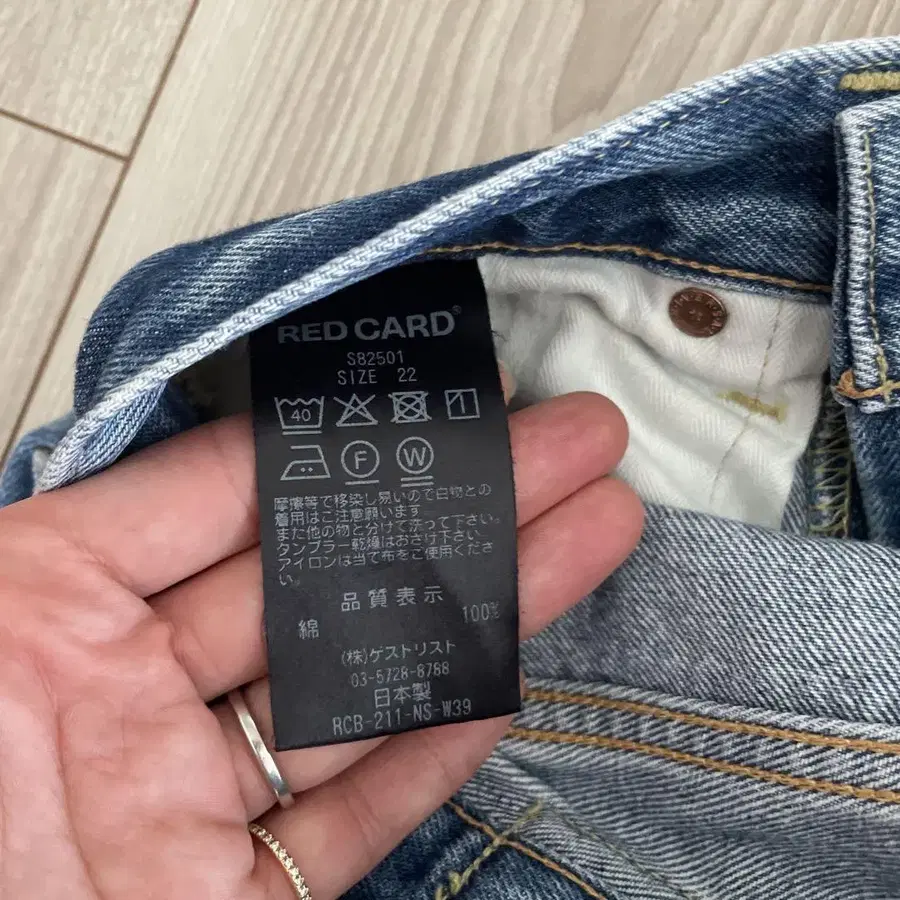 RED CARD®
S82501
SIZE 22
40
1
F W
摩擦等で移染し易いので白物との
着用はご注意願います
また他の物と分けて洗って下さい。
タンブラー乾燥はおさけ下さい
アイロンは当て布をご使用くださ
い。
品質表示
綿 100%
(株)ゲストリスト
03-5728-8788
日本製
RCB-211-NS-W39